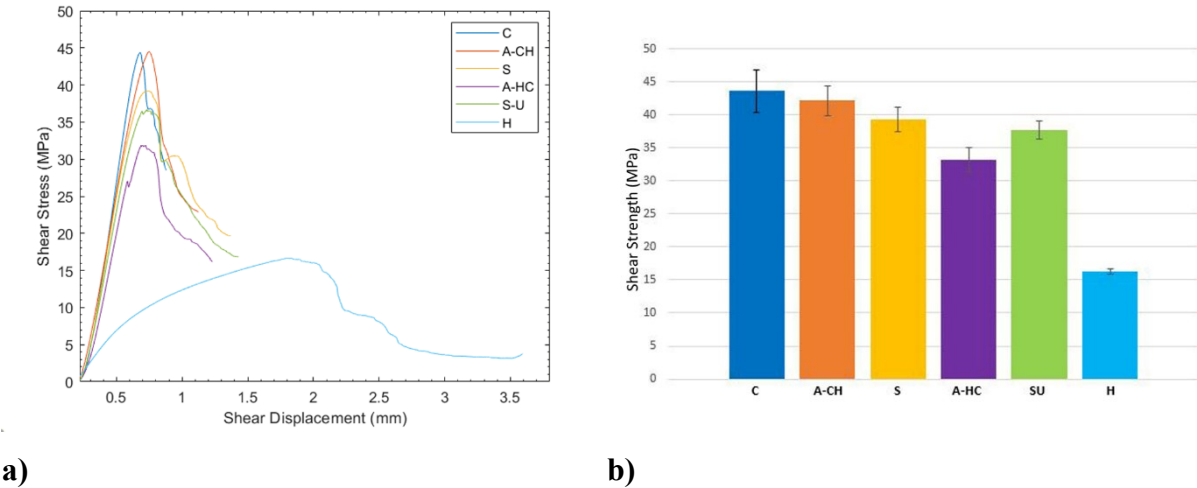 50
45
40
35
30
25
20
15
10
5
0
Shear Stress (MPa)
0.5 1 1.5 2 2.5 3 3.5
Shear Displacement (mm)
C
A-CH
S
A-HC
S-U
H
a)
50
45
40
35
30
25
20
15
10
5
0
Shear Strength (MPa)
C A-CH S A-HC SU H
b)